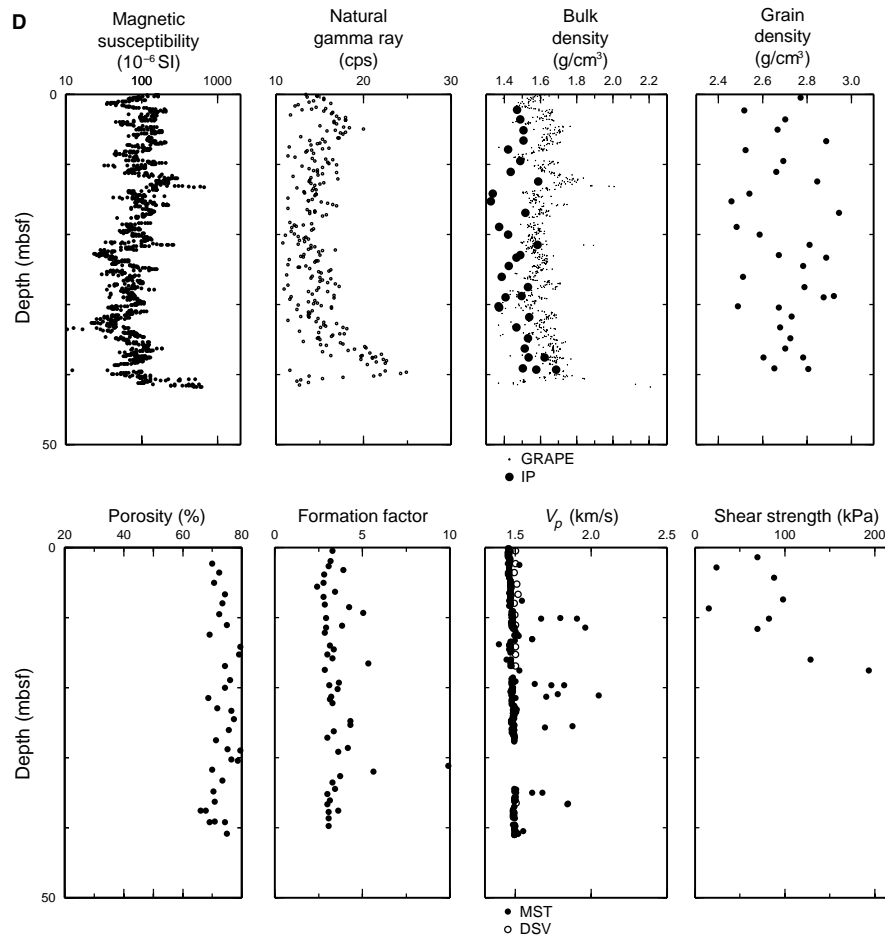 D
Magnetic
susceptibility
(10⁻⁶ SI)
10 100 1000
Natural
gamma ray
(cps)
10 20 30
Bulk
density
(g/cm³)
1.4 1.6 1.8 2.0 2.2
Grain
density
(g/cm³)
2.4 2.6 2.8 3.0
0
Depth (mbsf)
50
GRAPE
IP
Porosity (%)
20 40 60 80
Formation factor
0 5 10
Vp (km/s)
1.5 2.0 2.5
Shear strength (kPa)
0 100 200
0
Depth (mbsf)
50
MST
DSV